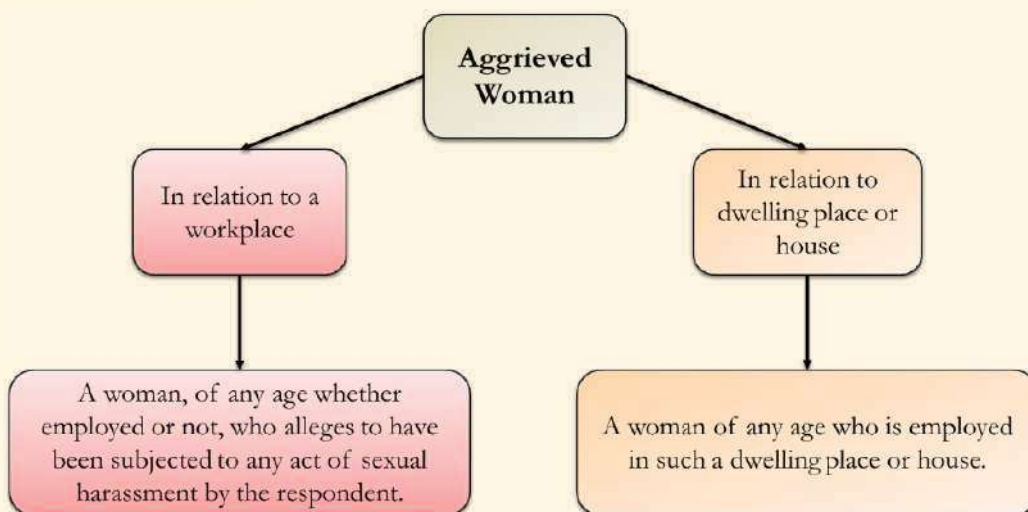 Aggrieved
Woman
In relation to a
workplace
In relation to
dwelling place or
house
A woman, of any age whether
employed or not, who alleges to have
been subjected to any act of sexual
harassment by the respondent.
A woman of any age who is employed
in such a dwelling place or house.